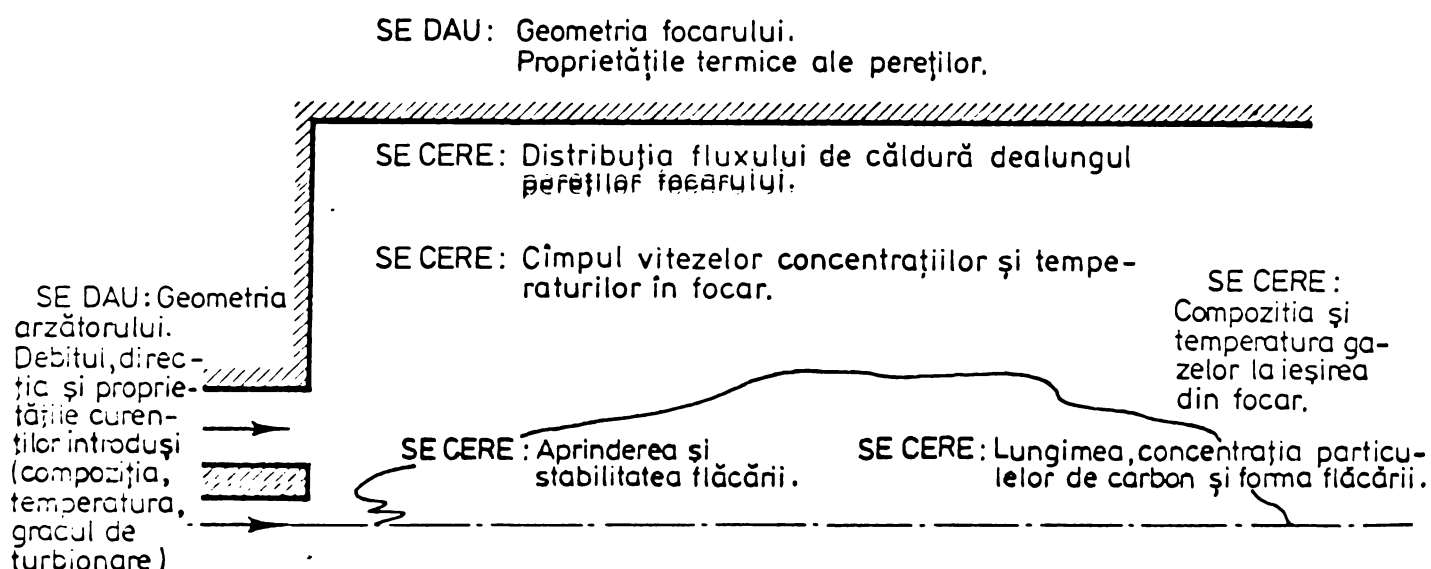 SE DAU: Geometria focarului.
Proprietățile termice ale pereților.
SE CERE: Distribuția fluxului de căldură dealungul
pereților focarului.
SE CERE: Cîmpul vitezelor concentrațiilor și tempe-
raturilor în focar.
SE DAU: Geometria
arzătorului.
Debitul, direc-
ția și proprie-
tățile curen-
ților introduși
(compoziția,
temperatura,
gradul de
turbionare)
SE CERE: Aprinderea și
stabilitatea flăcării.
SE CERE:
Compozitia și
temperatura ga-
zelor la ieșirea
din focar.
SE CERE: Lungimea, concentrația particu-
lelor de carbon și forma flăcării.